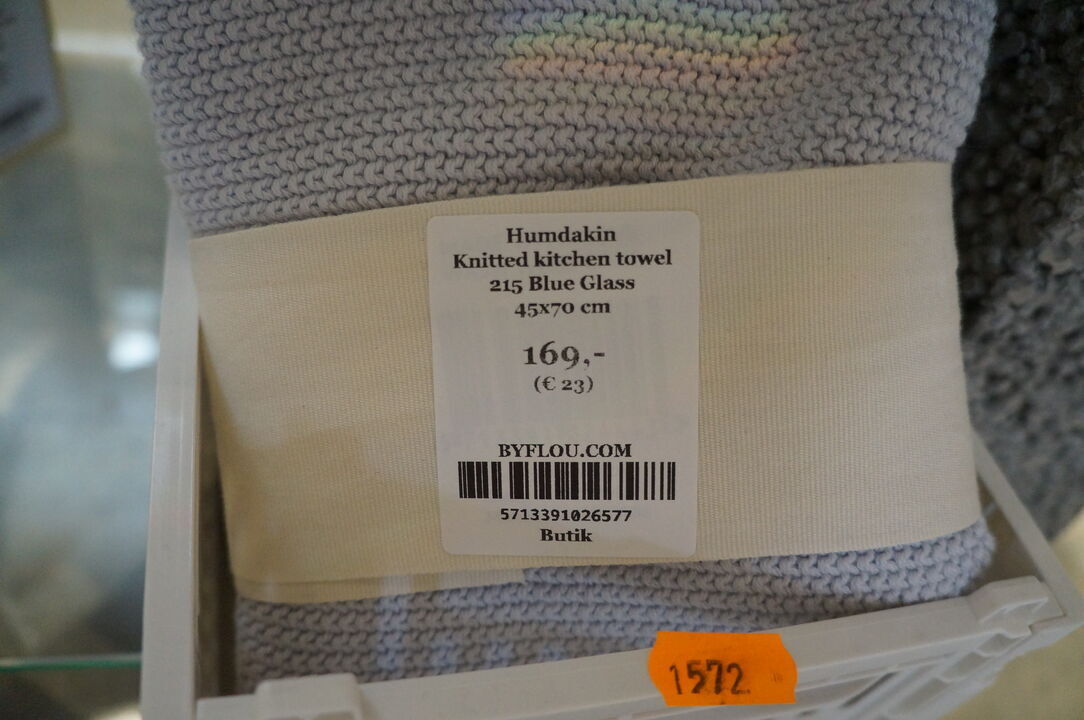 Humdakin
Knitted kitchen towel
215 Blue Glass
45x70 cm
169,-
(€ 23)
BYFLOU.COM
5713391026577
Butik
1572